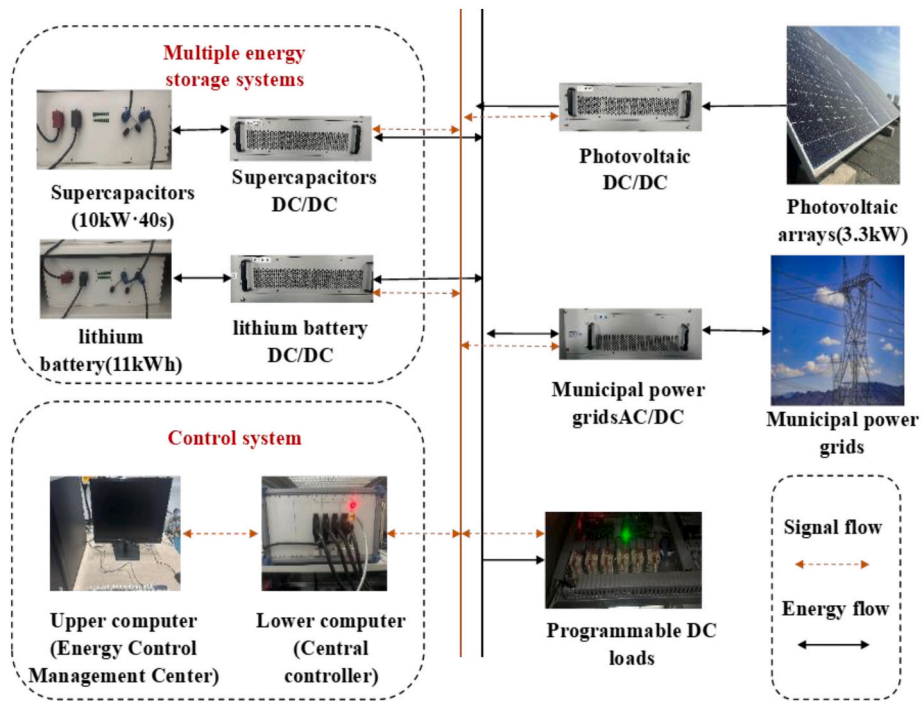 Multiple energy
storage systems
Supercapacitors
(10kW·40s)
Supercapacitors
DC/DC
lithium
battery(11kWh)
lithium battery
DC/DC
Photovoltaic
DC/DC
Photovoltaic
arrays(3.3kW)
Municipal power
gridsAC/DC
Municipal power
grids
Control system
Upper computer
(Energy Control
Management Center)
Lower computer
(Central
controller)
Programmable DC
loads
Signal flow
Energy flow